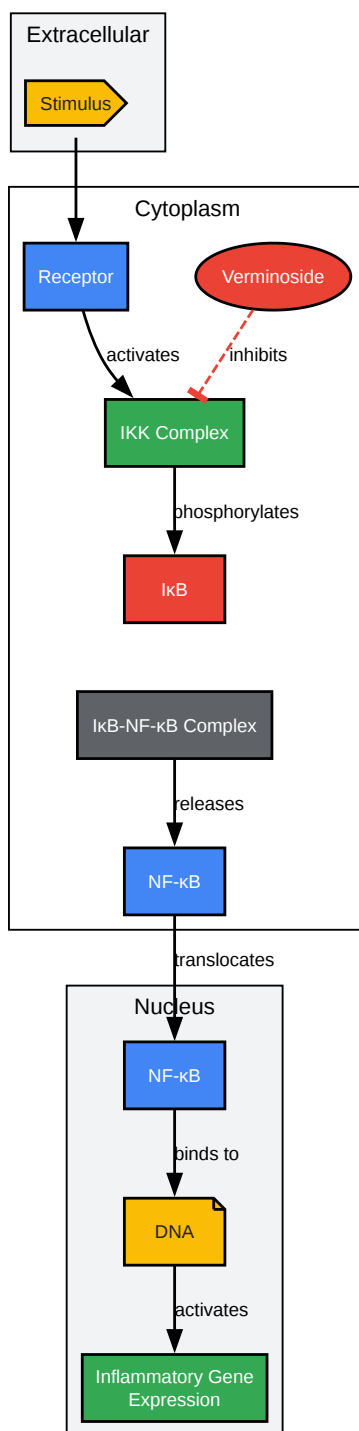 Extracellular
Stimulus
Cytoplasm
Receptor
Verminoside
activates
inhibits
IKK Complex
phosphorylates
IκB
IκB-NF-κB Complex
releases
NF-κB
translocates
Nucleus
NF-κB
binds to
DNA
activates
Inflammatory Gene
Expression